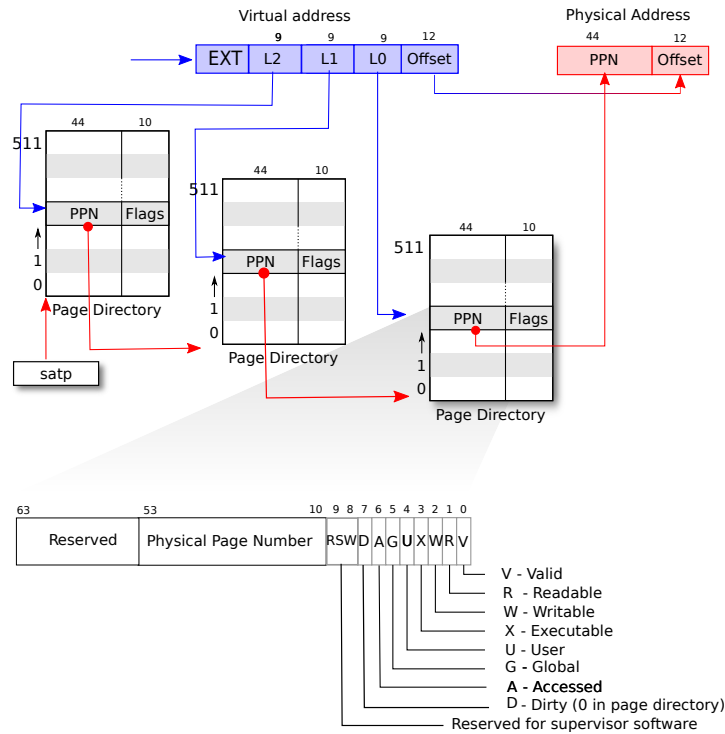 Virtual address
Physical Address
9 9 9 12
44 12
EXT L2 L1 L0 Offset
PPN Offset
44 10
511
PPN Flags
1
0
Page Directory
satp
44 10
511
PPN Flags
1
0
Page Directory
44 10
511
PPN Flags
1
0
Page Directory
63 53 10 9 8 7 6 5 4 3 2 1 0
Reserved Physical Page Number RSW D A G U X W R V
V - Valid
R - Readable
W - Writable
X - Executable
U - User
G - Global
A - Accessed
D - Dirty (0 in page directory)
Reserved for supervisor software